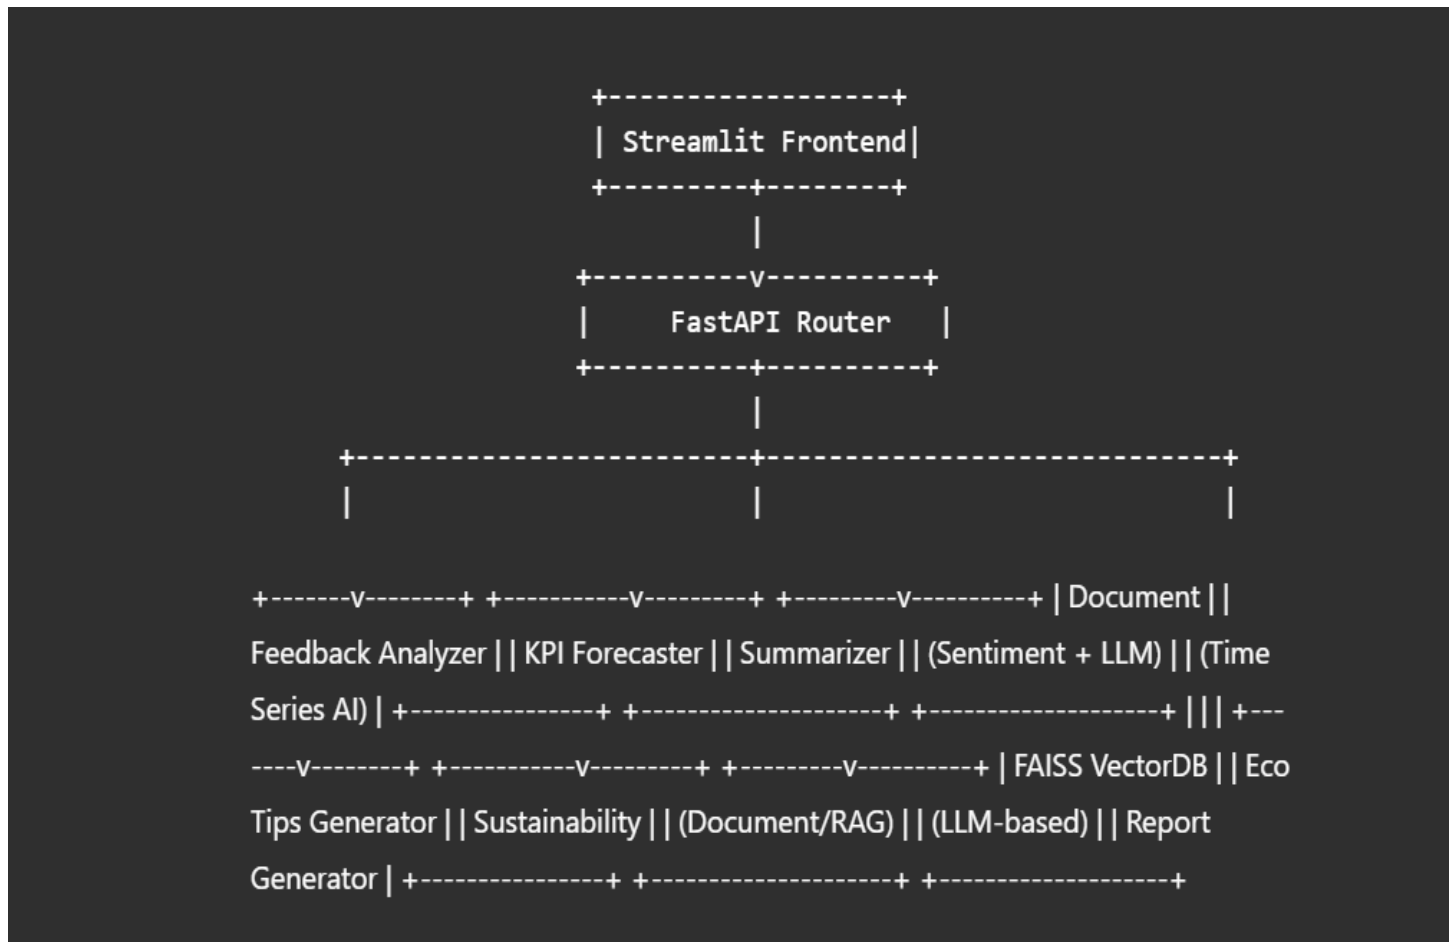 +------------------+
| Streamlit Frontend|
+---------+--------+
|
+----------v----------+
| FastAPI Router |
+----------+----------+
|
+-------------------------+-----------------------------+
| | |
+-------v--------+ +-----------v---------+ +---------v----------+ | Document | |
Feedback Analyzer | | KPI Forecaster | | Summarizer | | (Sentiment + LLM) | | (Time
Series AI) | +----------------+ +---------------------+ +--------------------+ | | | +---
----v--------+ +-----------v---------+ +---------v----------+ | FAISS VectorDB | | Eco
Tips Generator | | Sustainability | | (Document/RAG) | | (LLM-based) | | Report
Generator | +----------------+ +---------------------+ +--------------------+